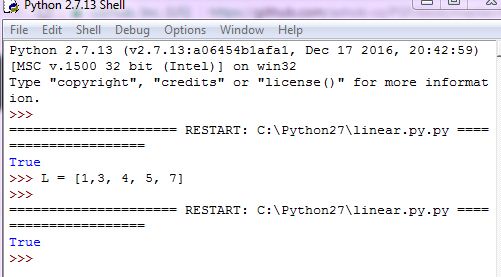 Python 2.7.13 Shell
File Edit Shell Debug Options Window Help
Python 2.7.13 (v2.7.13:a06454b1afa1, Dec 17 2016, 20:42:59)
[MSC v.1500 32 bit (Intel)] on win32
Type "copyright", "credits" or "license()" for more informat
ion.
>>>
===================== RESTART: C:\Python27\linear.py.py ====
=================
True
>>> L = [1,3, 4, 5, 7]
>>>
===================== RESTART: C:\Python27\linear.py.py ====
=================
True
>>>